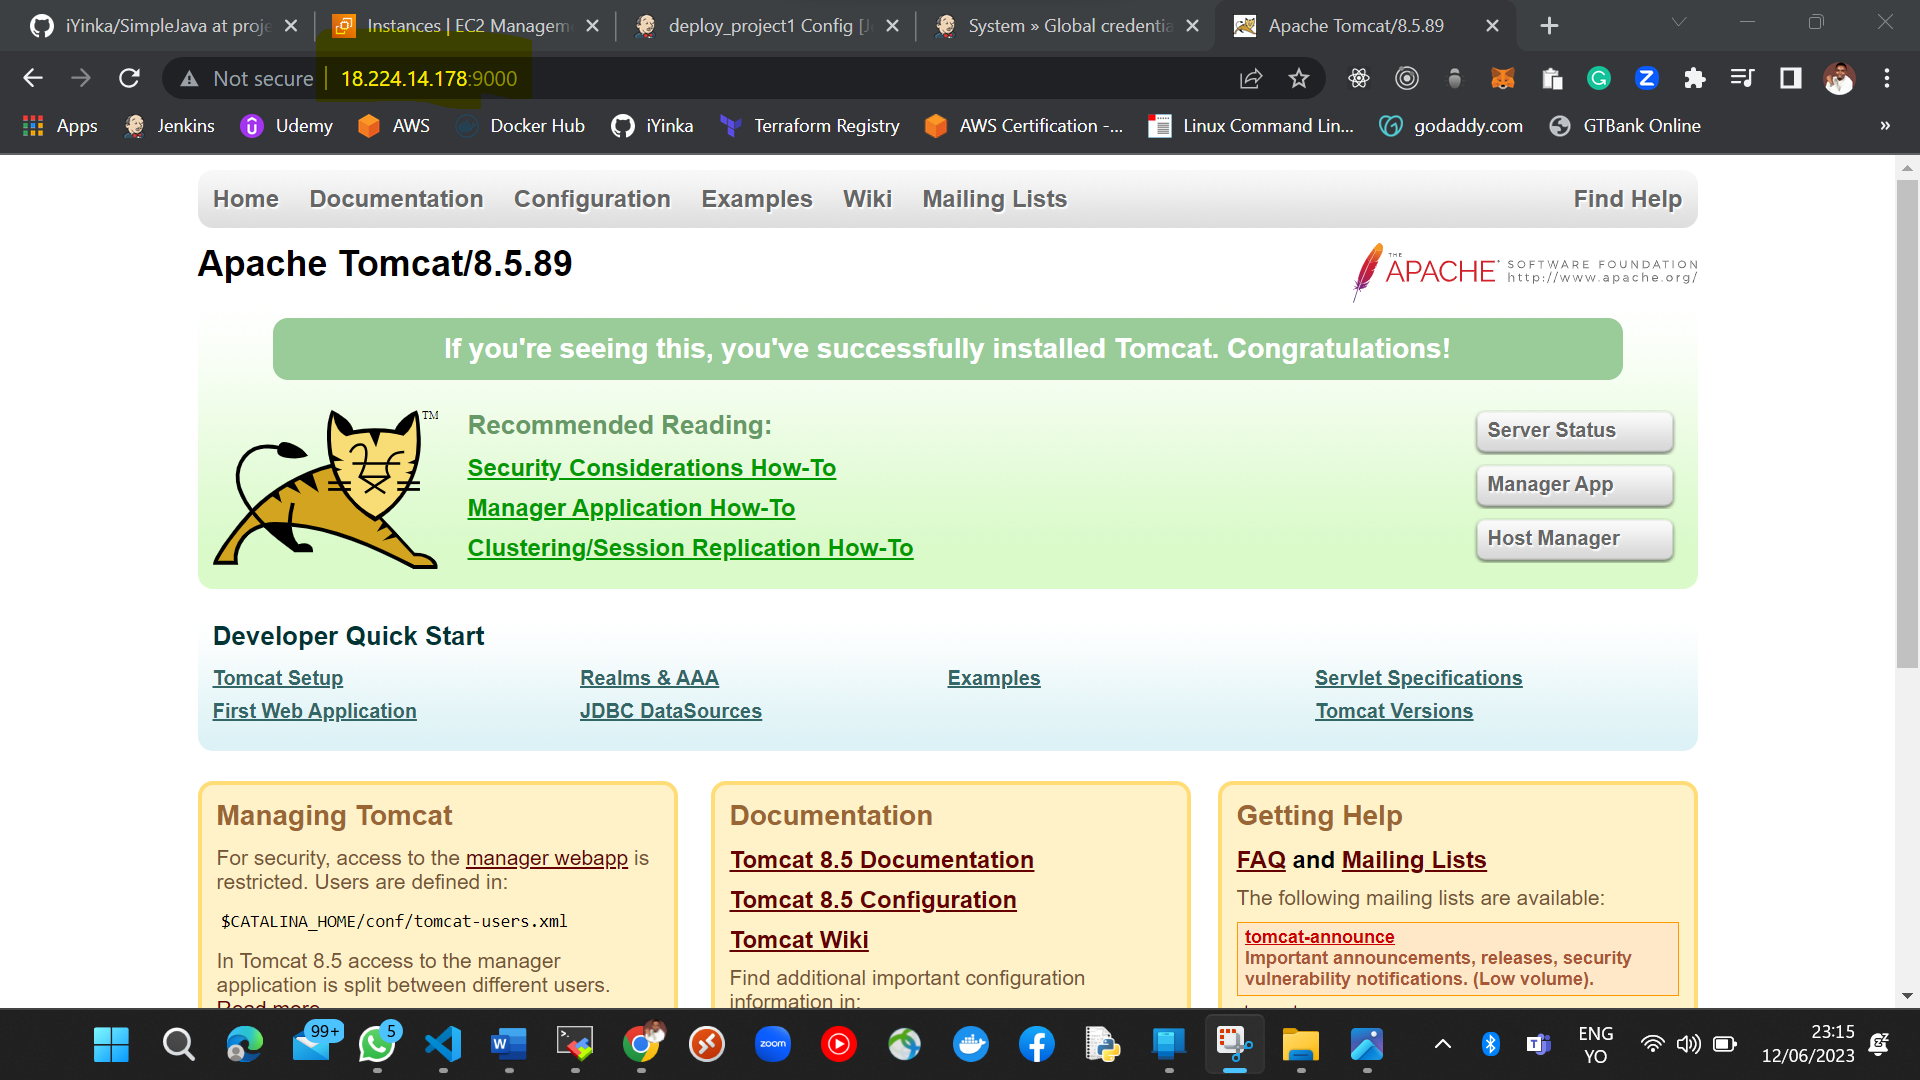 iYinka/SimpleJava at proje
Instances | EC2 Managem
deploy_project1 Config [J
System » Global credentia
Apache Tomcat/8.5.89
Not secure
18.224.14.178:9000
Apps
Jenkins
Udemy
AWS
Docker Hub
iYinka
Terraform Registry
AWS Certification -...
Linux Command Lin...
godaddy.com
GTBank Online
»
Home
Documentation
Configuration
Examples
Wiki
Mailing Lists
Find Help
Apache Tomcat/8.5.89
THE
APACHE
SOFTWARE FOUNDATION
http://www.apache.org/
If you're seeing this, you've successfully installed Tomcat. Congratulations!
TM
Recommended Reading:
Security Considerations How-To
Manager Application How-To
Clustering/Session Replication How-To
Server Status
Manager App
Host Manager
Developer Quick Start
Tomcat Setup
First Web Application
Realms & AAA
JDBC DataSources
Examples
Servlet Specifications
Tomcat Versions
Managing Tomcat
For security, access to the manager webapp is
restricted. Users are defined in:
$CATALINA_HOME/conf/tomcat-users.xml
In Tomcat 8.5 access to the manager
application is split between different users.
Read more...
Documentation
Tomcat 8.5 Documentation
Tomcat 8.5 Configuration
Tomcat Wiki
Find additional important configuration
information in:
Getting Help
FAQ and Mailing Lists
The following mailing lists are available:
tomcat-announce
Important announcements, releases, security
vulnerability notifications. (Low volume).
99+
5
zoom
ENG
YO
23:15
12/06/2023